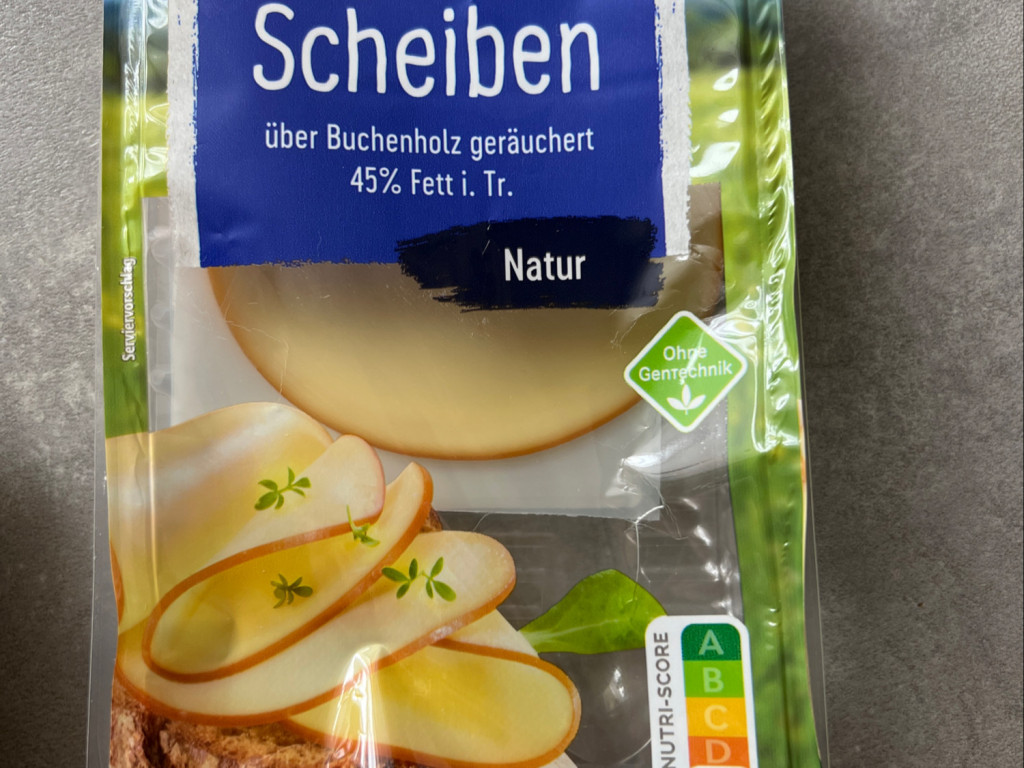 Scheiben
über Buchenholz geräuchert
45% Fett i. Tr.
Natur
Serviervorschlag
Ohne
GenTechnik
NUTRI-SCORE
A
B
C
D